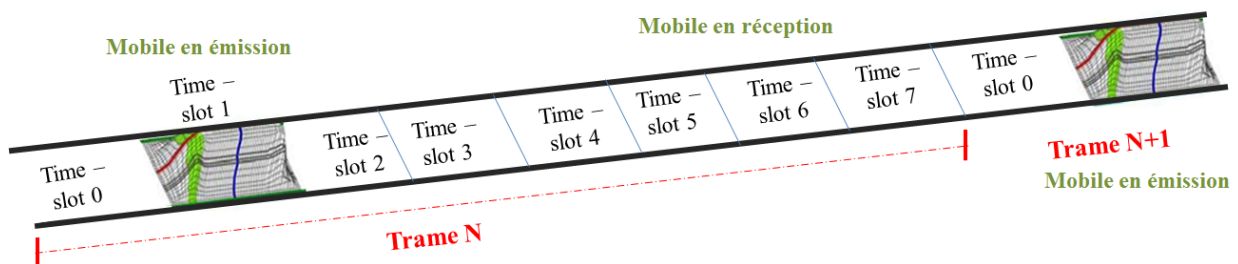 Mobile en émission
Mobile en réception
Time –
slot 0
Time –
slot 1
Time –
slot 2
Time –
slot 3
Time –
slot 4
Time –
slot 5
Time –
slot 6
Time –
slot 7
Time –
slot 0
Trame N
Trame N+1
Mobile en émission